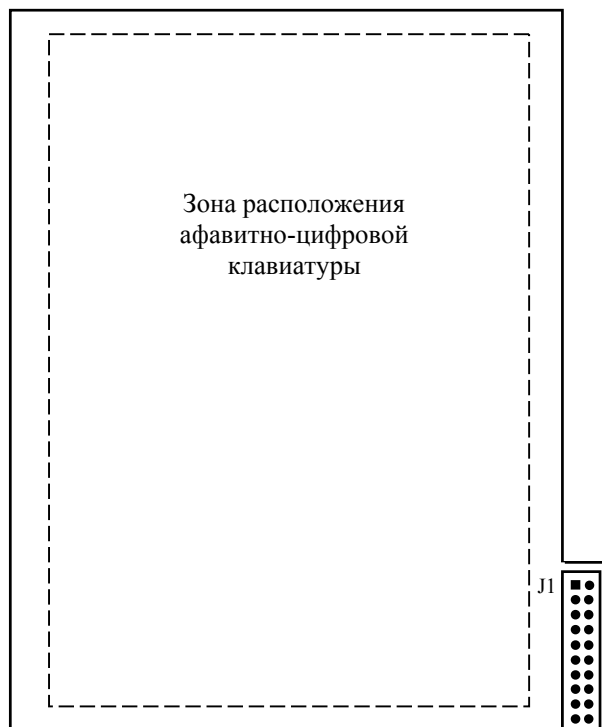 Зона расположения
афавитно-цифровой
клавиатуры
J1